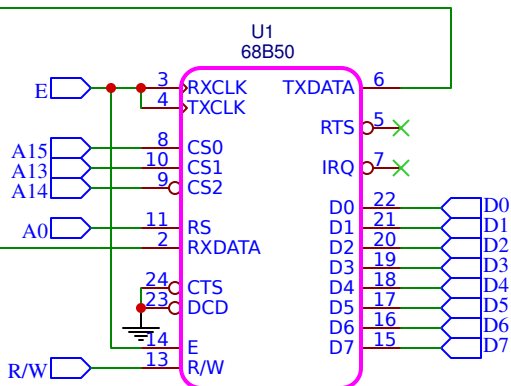 U1
68B50
E 3 RXCLK TXDATA 6
4 TXCLK
RTS 5
A15 8 CS0
A13 10 CS1 IRQ 7
A14 9 CS2
D0 22 D0
A0 11 RS D1 21 D1
2 RXDATA D2 20 D2
D3 19 D3
24 CTS D4 18 D4
23 DCD D5 17 D5
D6 16 D6
14 E D7 15 D7
R/W 13 R/W